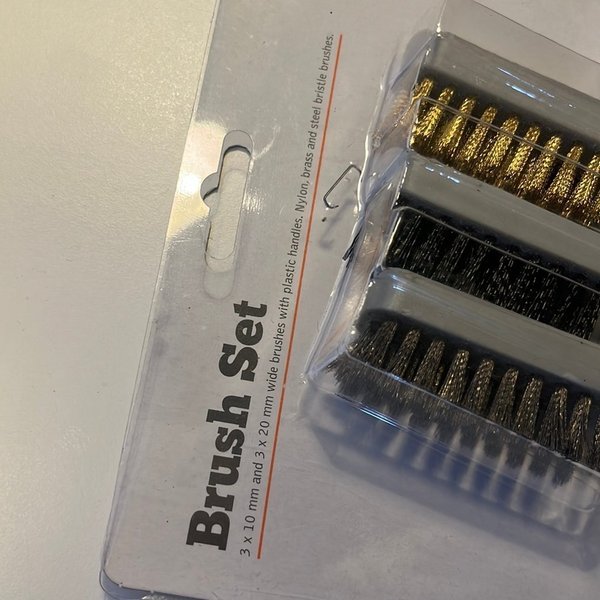 Brush Set
3 x 10 mm and 3 x 20 mm wide brushes with plastic handles. Nylon, brass and steel bristle brushes.